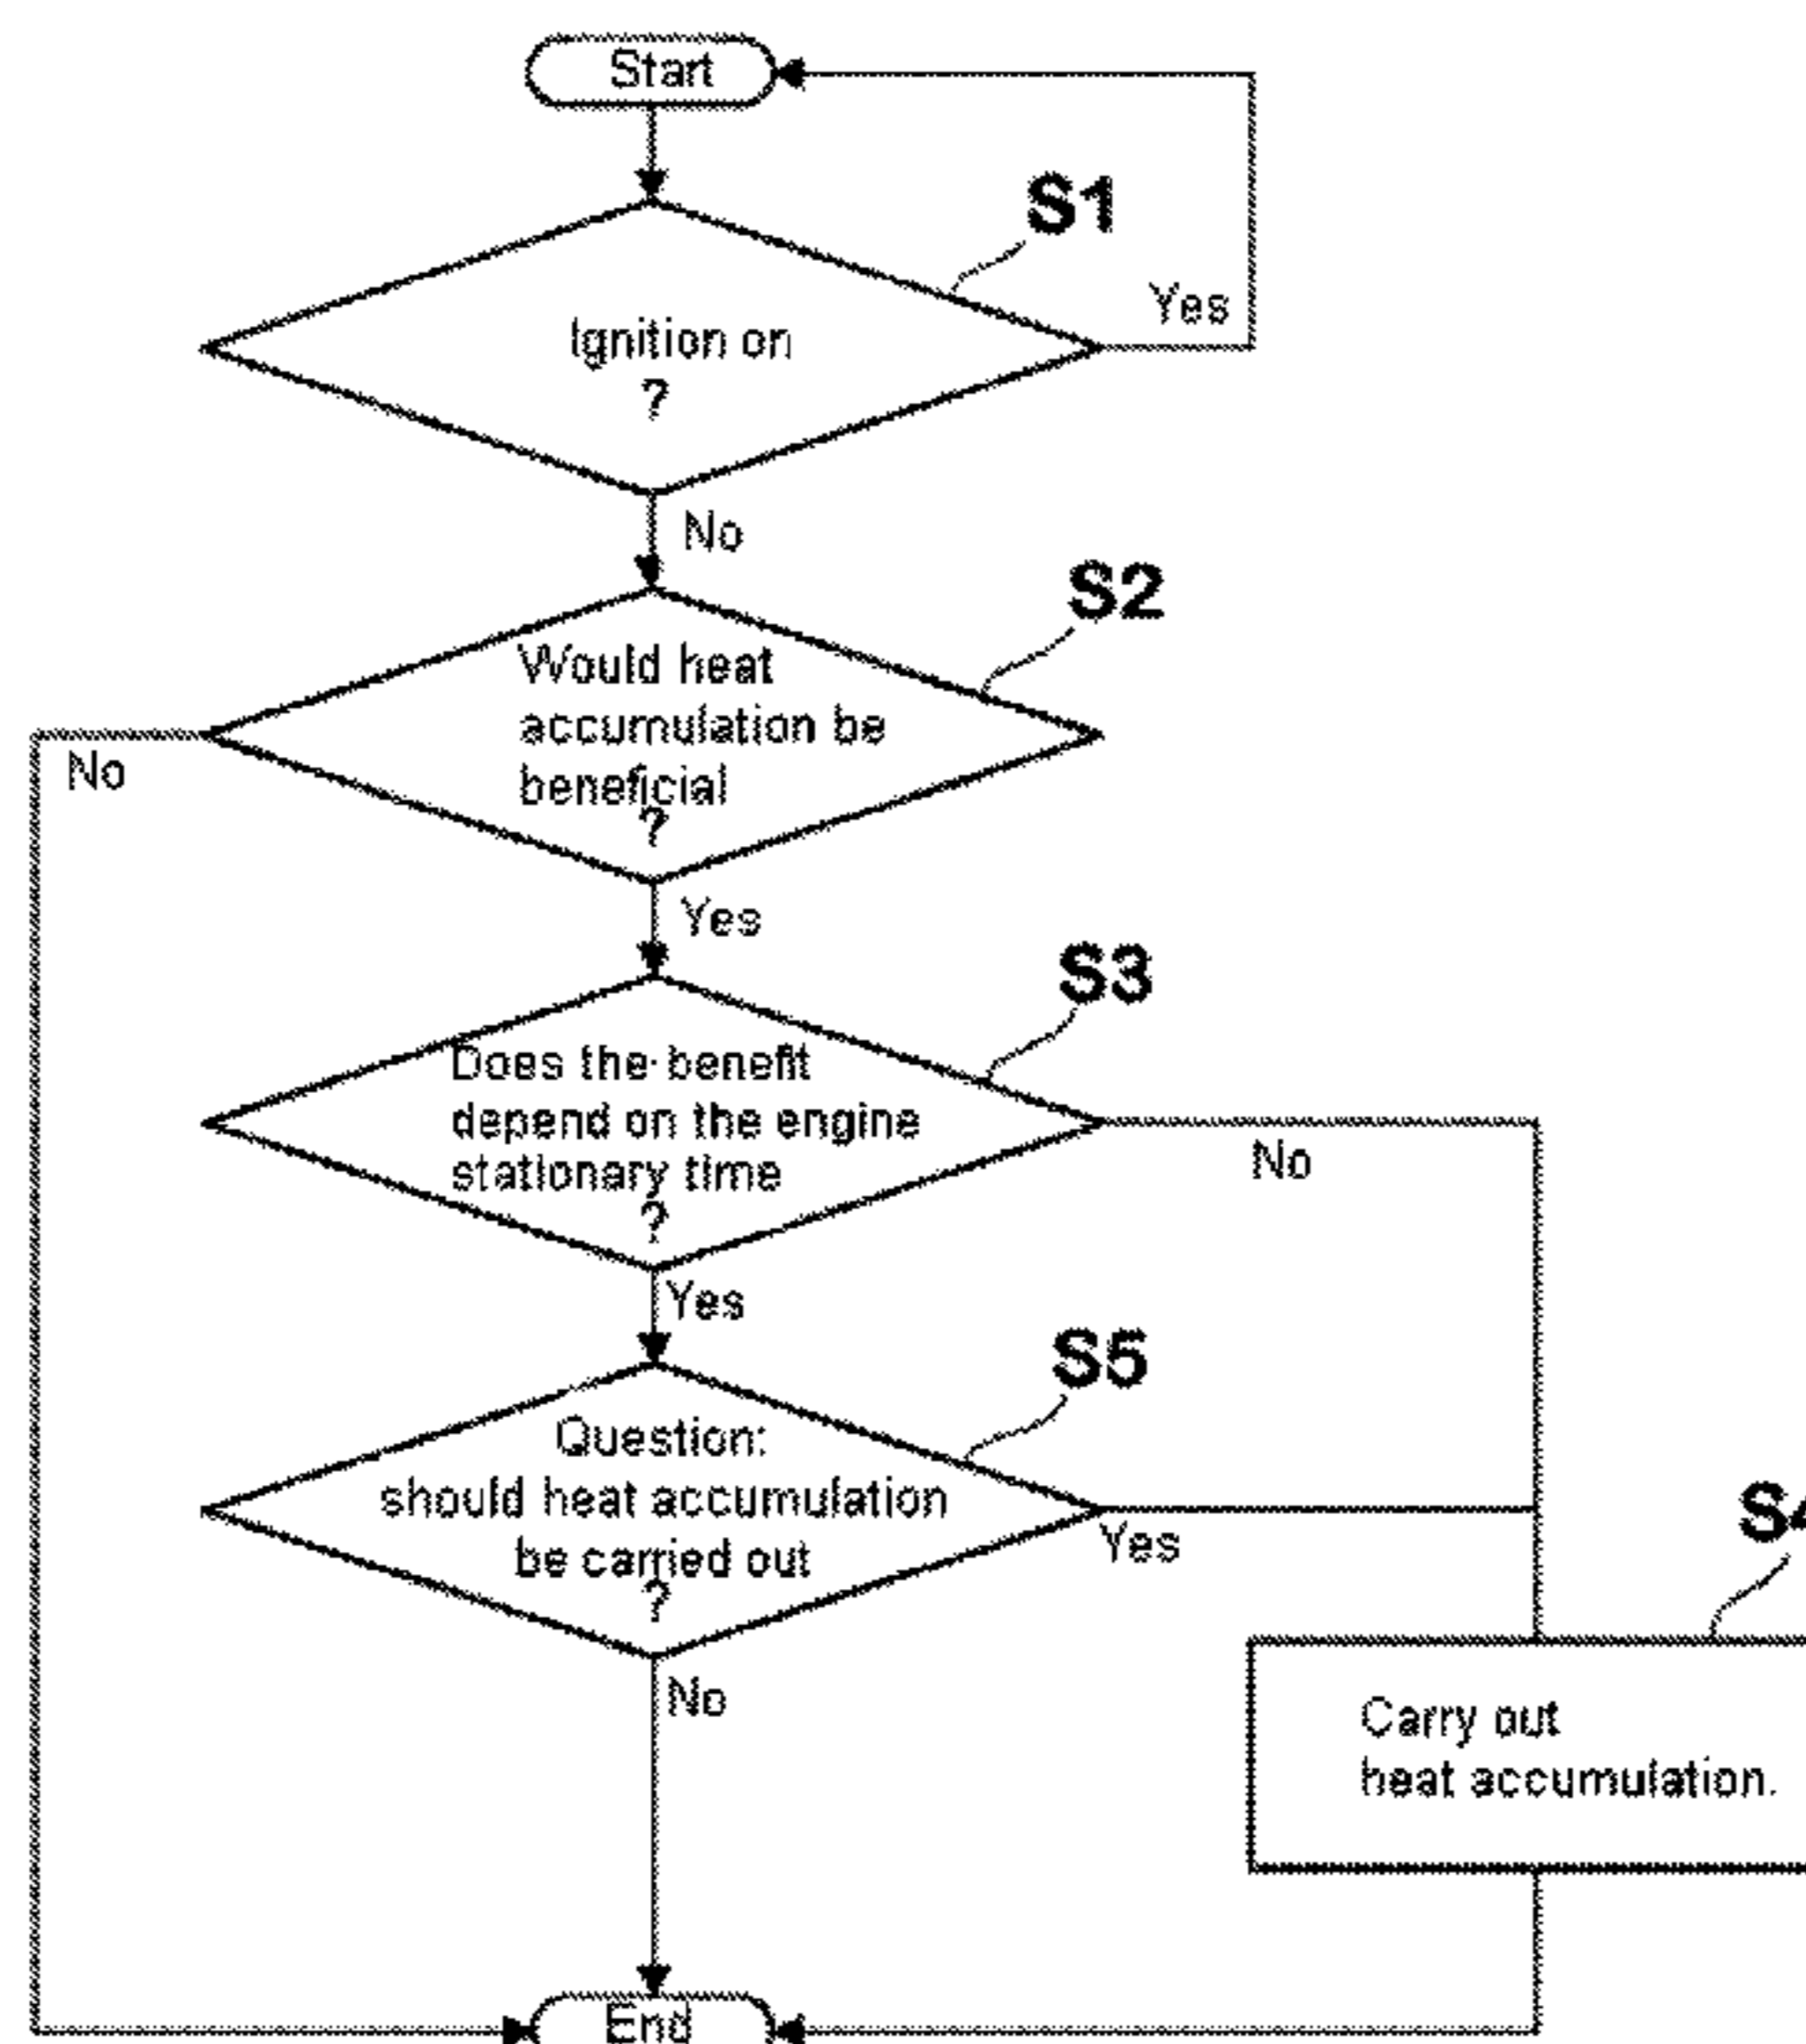 Start
S1
Yes
Ignition on
?
No
S2
Would heat
accumulation be
beneficial
?
No
Yes
S3
Does the benefit
depend on the engine
stationary time
?
No
Yes
S5
Question:
should heat accumulation
be carried out
?
Yes
S4
No
Carry out
heat accumulation.
End